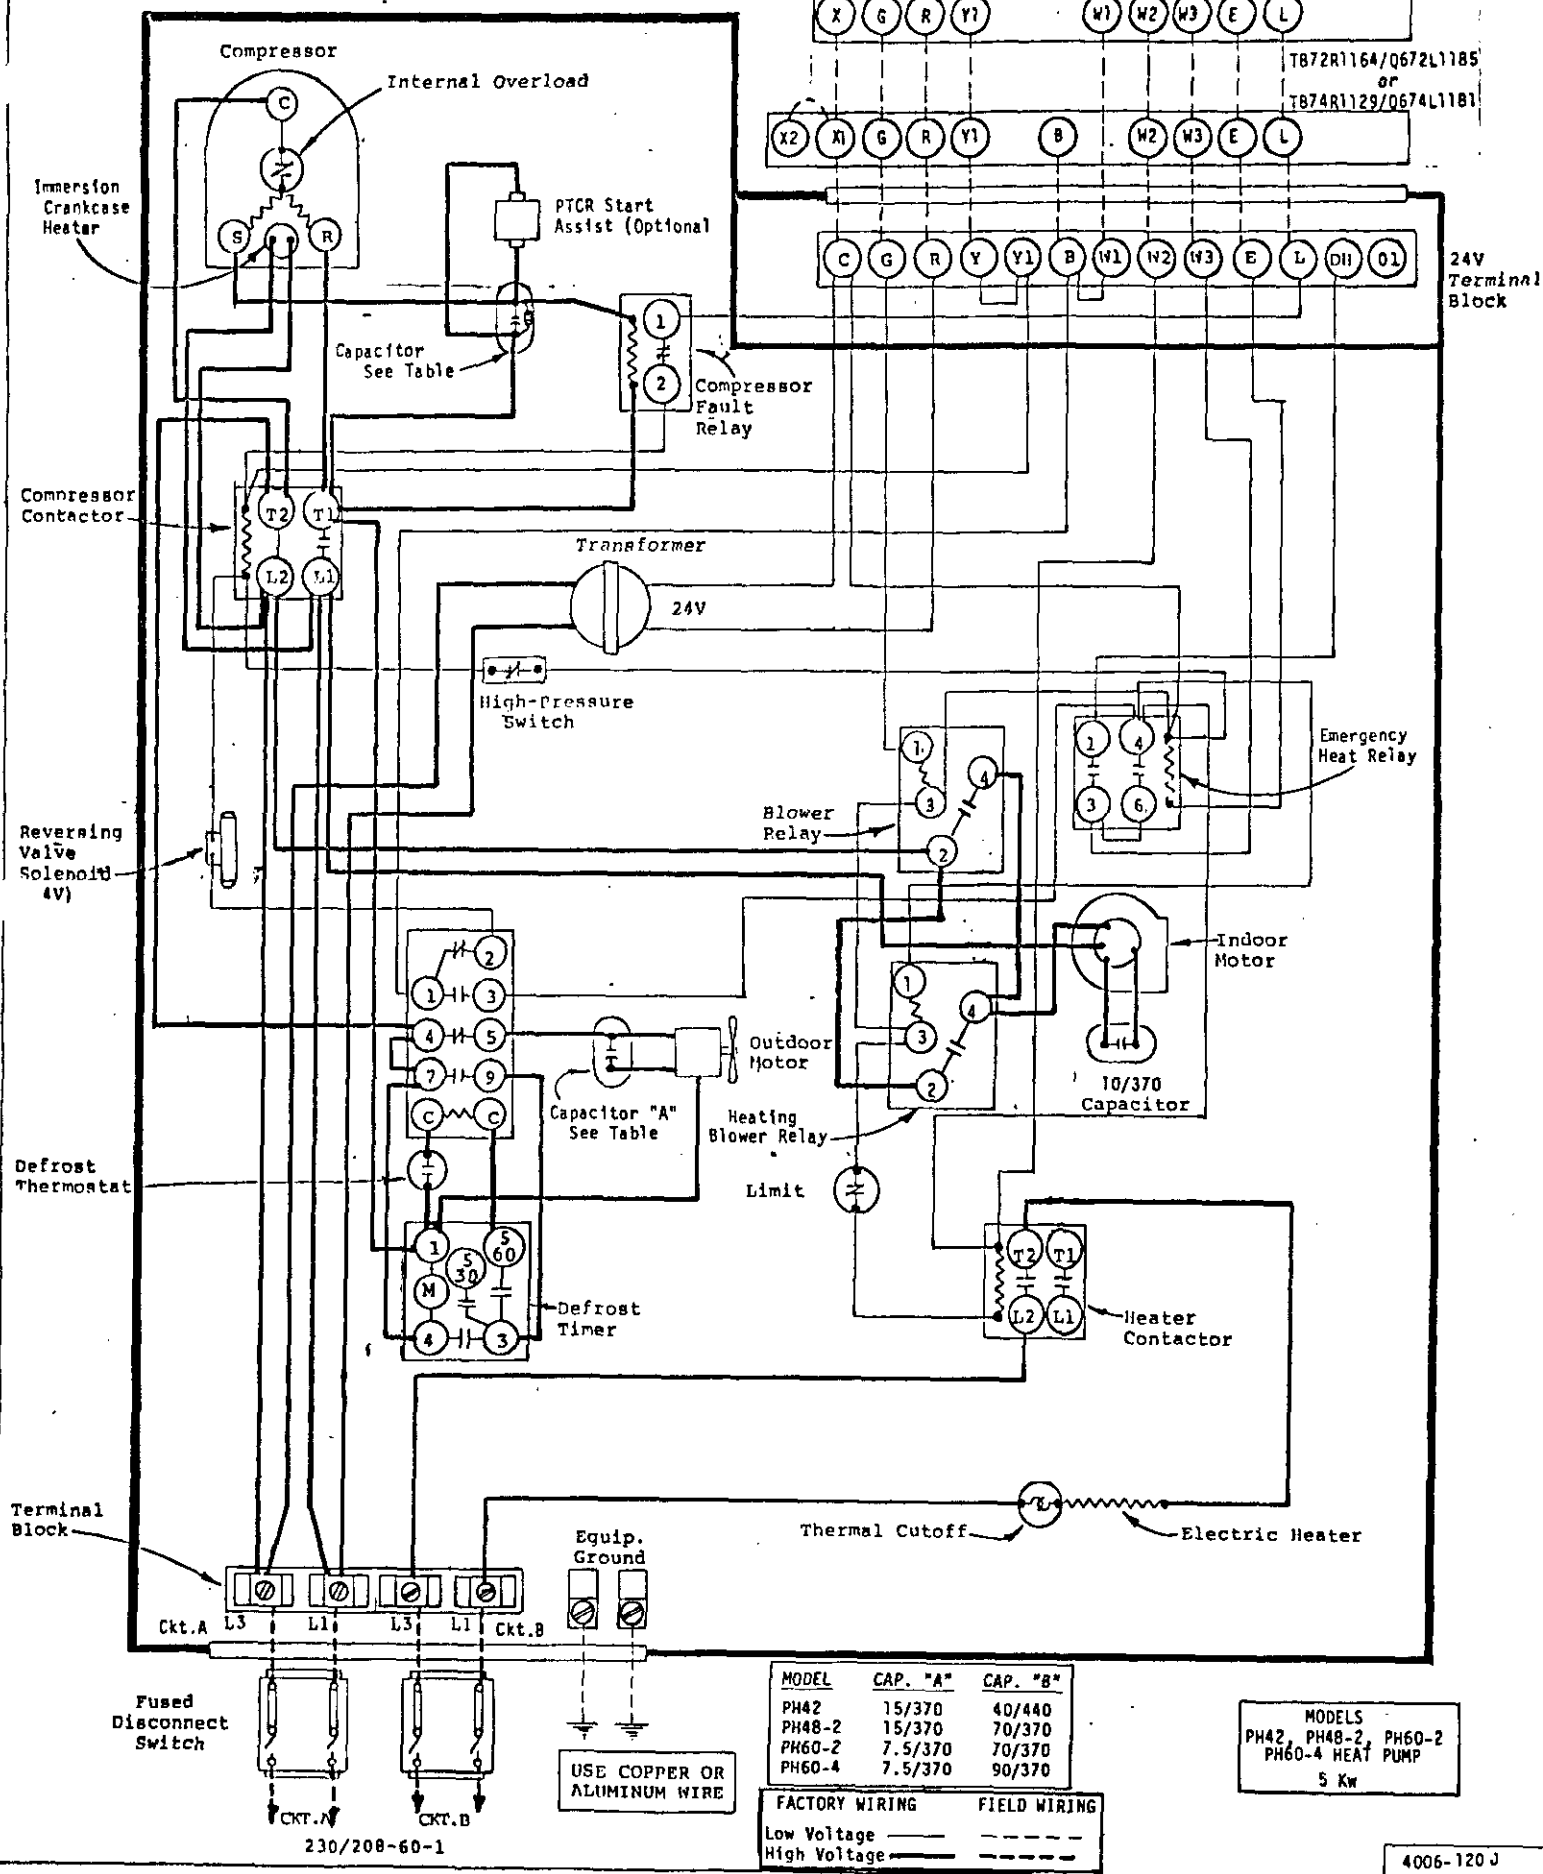 X G R Y1 W1 W2 W3 E L
TB72R1164/Q672L1185
or
TB74R1129/Q674L1181
X2 X1 G R Y1 B W2 W3 E L
Compressor
Internal Overload
C
S R
Immersion
Crankcase
Heater
PTCR Start
Assist (Optional
C G R Y Y1 B W1 W2 W3 E L DH O1
24V
Terminal
Block
Capacitor
See Table
1
2
Compressor
Fault
Relay
Compressor
Contactor
T2 T1
L2 L1
Transformer
24V
High-Pressure
Switch
1 4
3 6
Emergency
Heat Relay
1
4
3
2
Blower
Relay
Reversing
Valve
Solenoid
4V)
2
1 3
4 5
7 9
C C
Outdoor
Motor
Capacitor "A"
See Table
1
4
3
2
Heating
Blower Relay
Indoor
Motor
10/370
Capacitor
Defrost
Thermostat
Limit
1
S
30
S
60
M
4 3
Defrost
Timer
T2 T1
L2 L1
Heater
Contactor
Terminal
Block
Thermal Cutoff
Electric Heater
Equip.
Ground
Ckt.A L3 L1 L3 L1 Ckt.B
Fused
Disconnect
Switch
CKT.A CKT.B
230/208-60-1
USE COPPER OR
ALUMINUM WIRE
MODEL CAP. "A" CAP. "B"
PH42 15/370 40/440
PH48-2 15/370 70/370
PH60-2 7.5/370 70/370
PH60-4 7.5/370 90/370
FACTORY WIRING FIELD WIRING
Low Voltage
High Voltage
MODELS
PH42, PH48-2, PH60-2
PH60-4 HEAT PUMP
5 Kw
4006-120 J